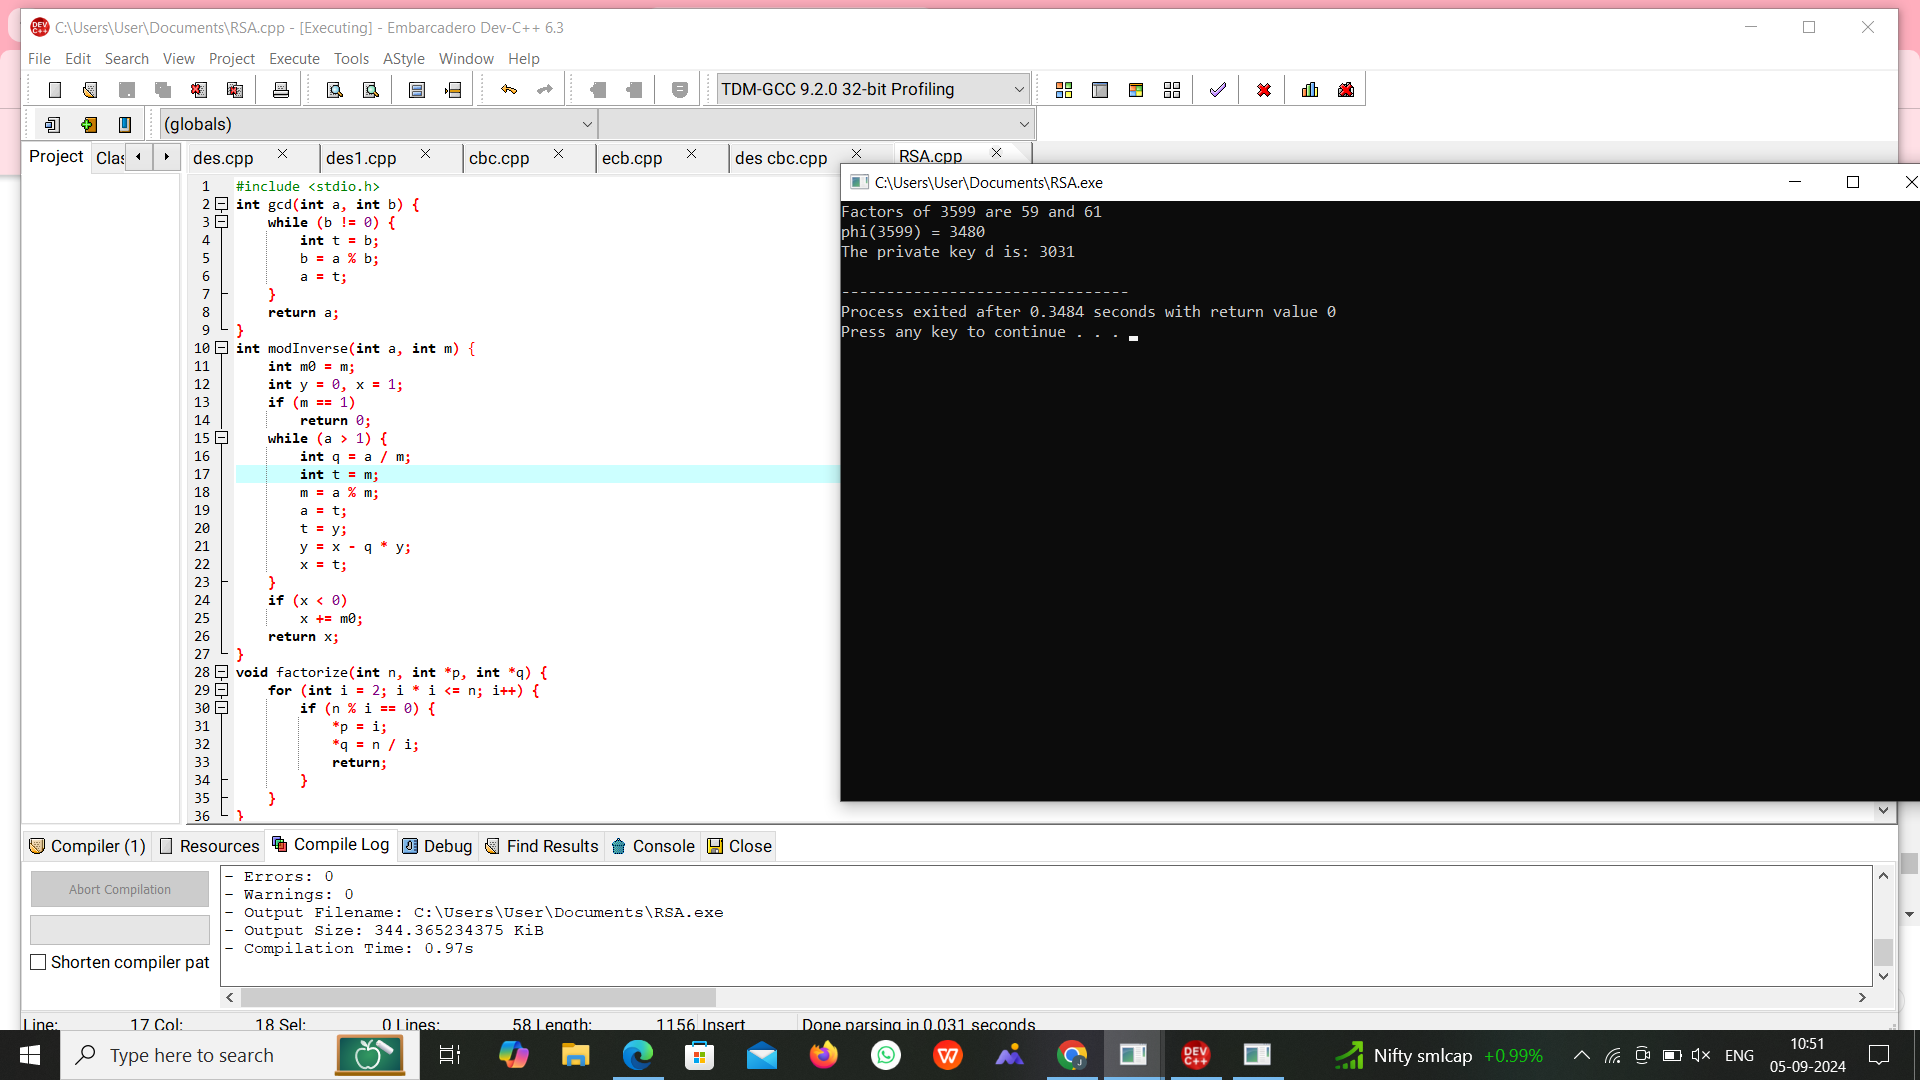 C:\Users\User\Documents\RSA.cpp - [Executing] - Embarcadero Dev-C++ 6.3
File Edit Search View Project Execute Tools AStyle Window Help
TDM-GCC 9.2.0 32-bit Profiling
(globals)
Project Clas
des.cpp des1.cpp cbc.cpp ecb.cpp des cbc.cpp RSA.cpp
1 #include <stdio.h>
2 int gcd(int a, int b) {
3 while (b != 0) {
4 int t = b;
5 b = a % b;
6 a = t;
7 }
8 return a;
9 }
10 int modInverse(int a, int m) {
11 int m0 = m;
12 int y = 0, x = 1;
13 if (m == 1)
14 return 0;
15 while (a > 1) {
16 int q = a / m;
17 int t = m;
18 m = a % m;
19 a = t;
20 t = y;
21 y = x - q * y;
22 x = t;
23 }
24 if (x < 0)
25 x += m0;
26 return x;
27 }
28 void factorize(int n, int *p, int *q) {
29 for (int i = 2; i * i <= n; i++) {
30 if (n % i == 0) {
31 *p = i;
32 *q = n / i;
33 return;
34 }
35 }
36 }
C:\Users\User\Documents\RSA.exe
Factors of 3599 are 59 and 61
phi(3599) = 3480
The private key d is: 3031
--------------------------------
Process exited after 0.3484 seconds with return value 0
Press any key to continue . . .
Compiler (1) Resources Compile Log Debug Find Results Console Close
Abort Compilation
Shorten compiler pat
- Errors: 0
- Warnings: 0
- Output Filename: C:\Users\User\Documents\RSA.exe
- Output Size: 344.365234375 KiB
- Compilation Time: 0.97s
Line: 17 Col: 18 Sel: 0 Lines: 58 Length: 1156 Insert Done parsing in 0.031 seconds
Type here to search
DEV C++
Nifty smlcap +0.99%
ENG
10:51
05-09-2024